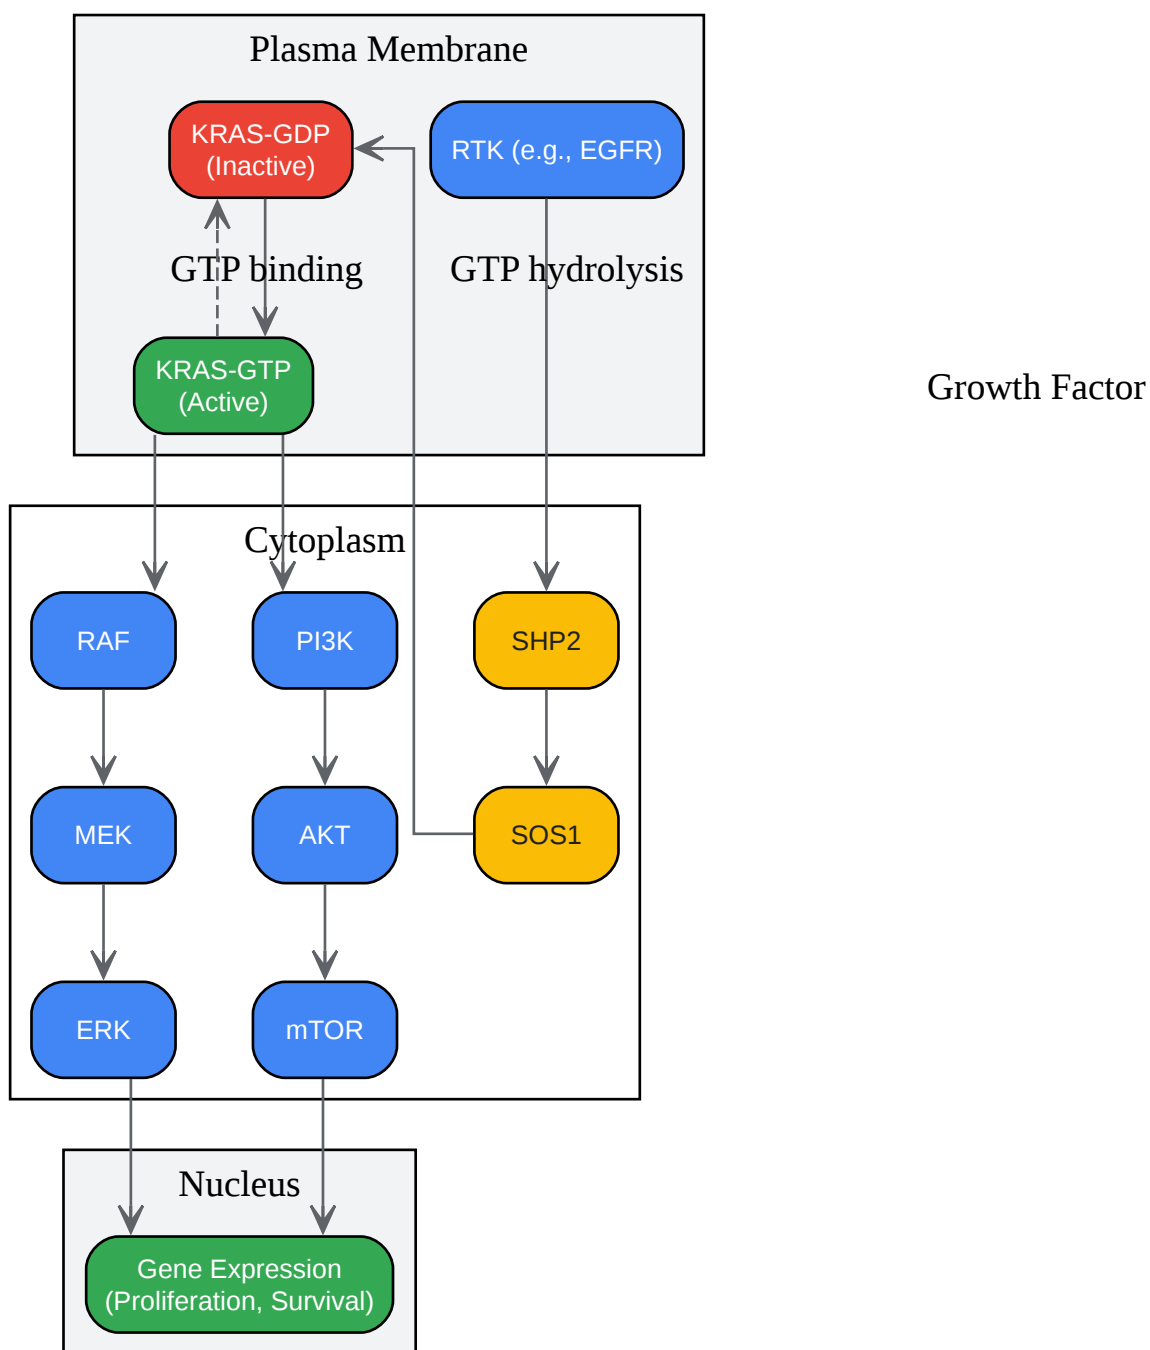 Plasma Membrane
KRAS-GDP
(Inactive)
RTK (e.g., EGFR)
GTP binding
GTP hydrolysis
KRAS-GTP
(Active)
Growth Factor
Cytoplasm
RAF
PI3K
SHP2
MEK
AKT
SOS1
ERK
mTOR
Nucleus
Gene Expression
(Proliferation, Survival)